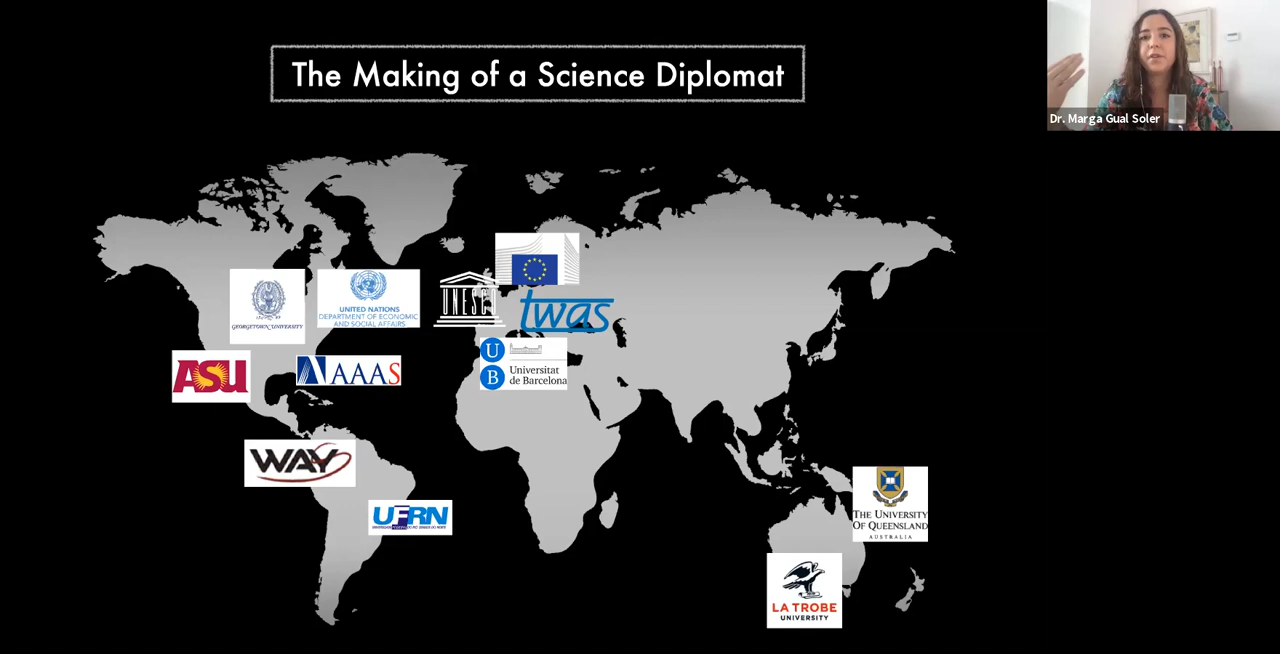 The Making of a Science Diplomat
Dr. Marga Gual Soler
GEORGETOWN UNIVERSITY
UNITED NATIONS
DEPARTMENT OF ECONOMIC
AND SOCIAL AFFAIRS
UNESCO
twas
ASU
AAAS
U
B
Universitat
de Barcelona
WAY
UFRN
THE UNIVERSITY
OF QUEENSLAND
AUSTRALIA
LA TROBE
UNIVERSITY